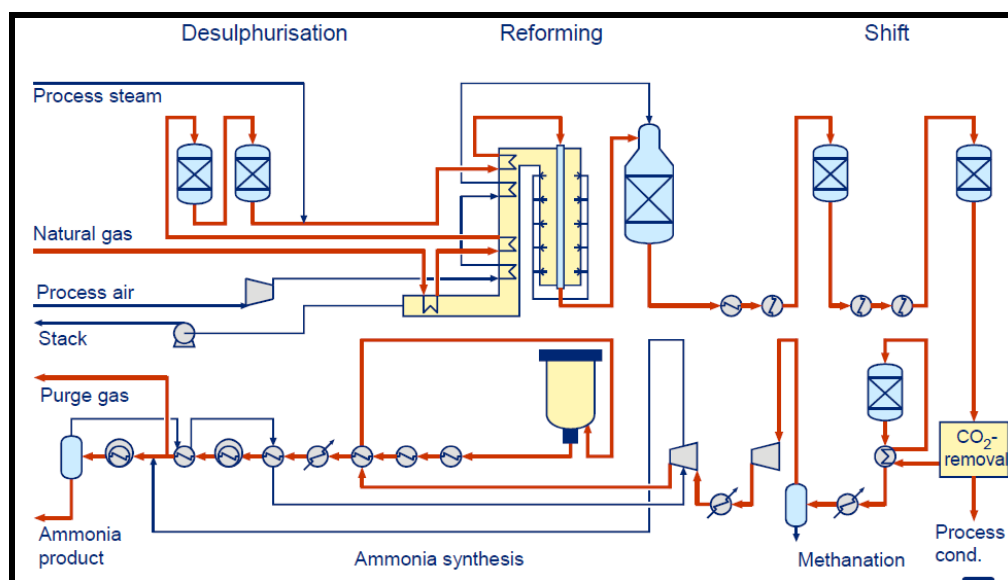 Desulphurisation
Reforming
Shift
Process steam
Natural gas
Process air
Stack
Purge gas
CO2-
removal
Ammonia
product
Ammonia synthesis
Methanation
Process
cond.